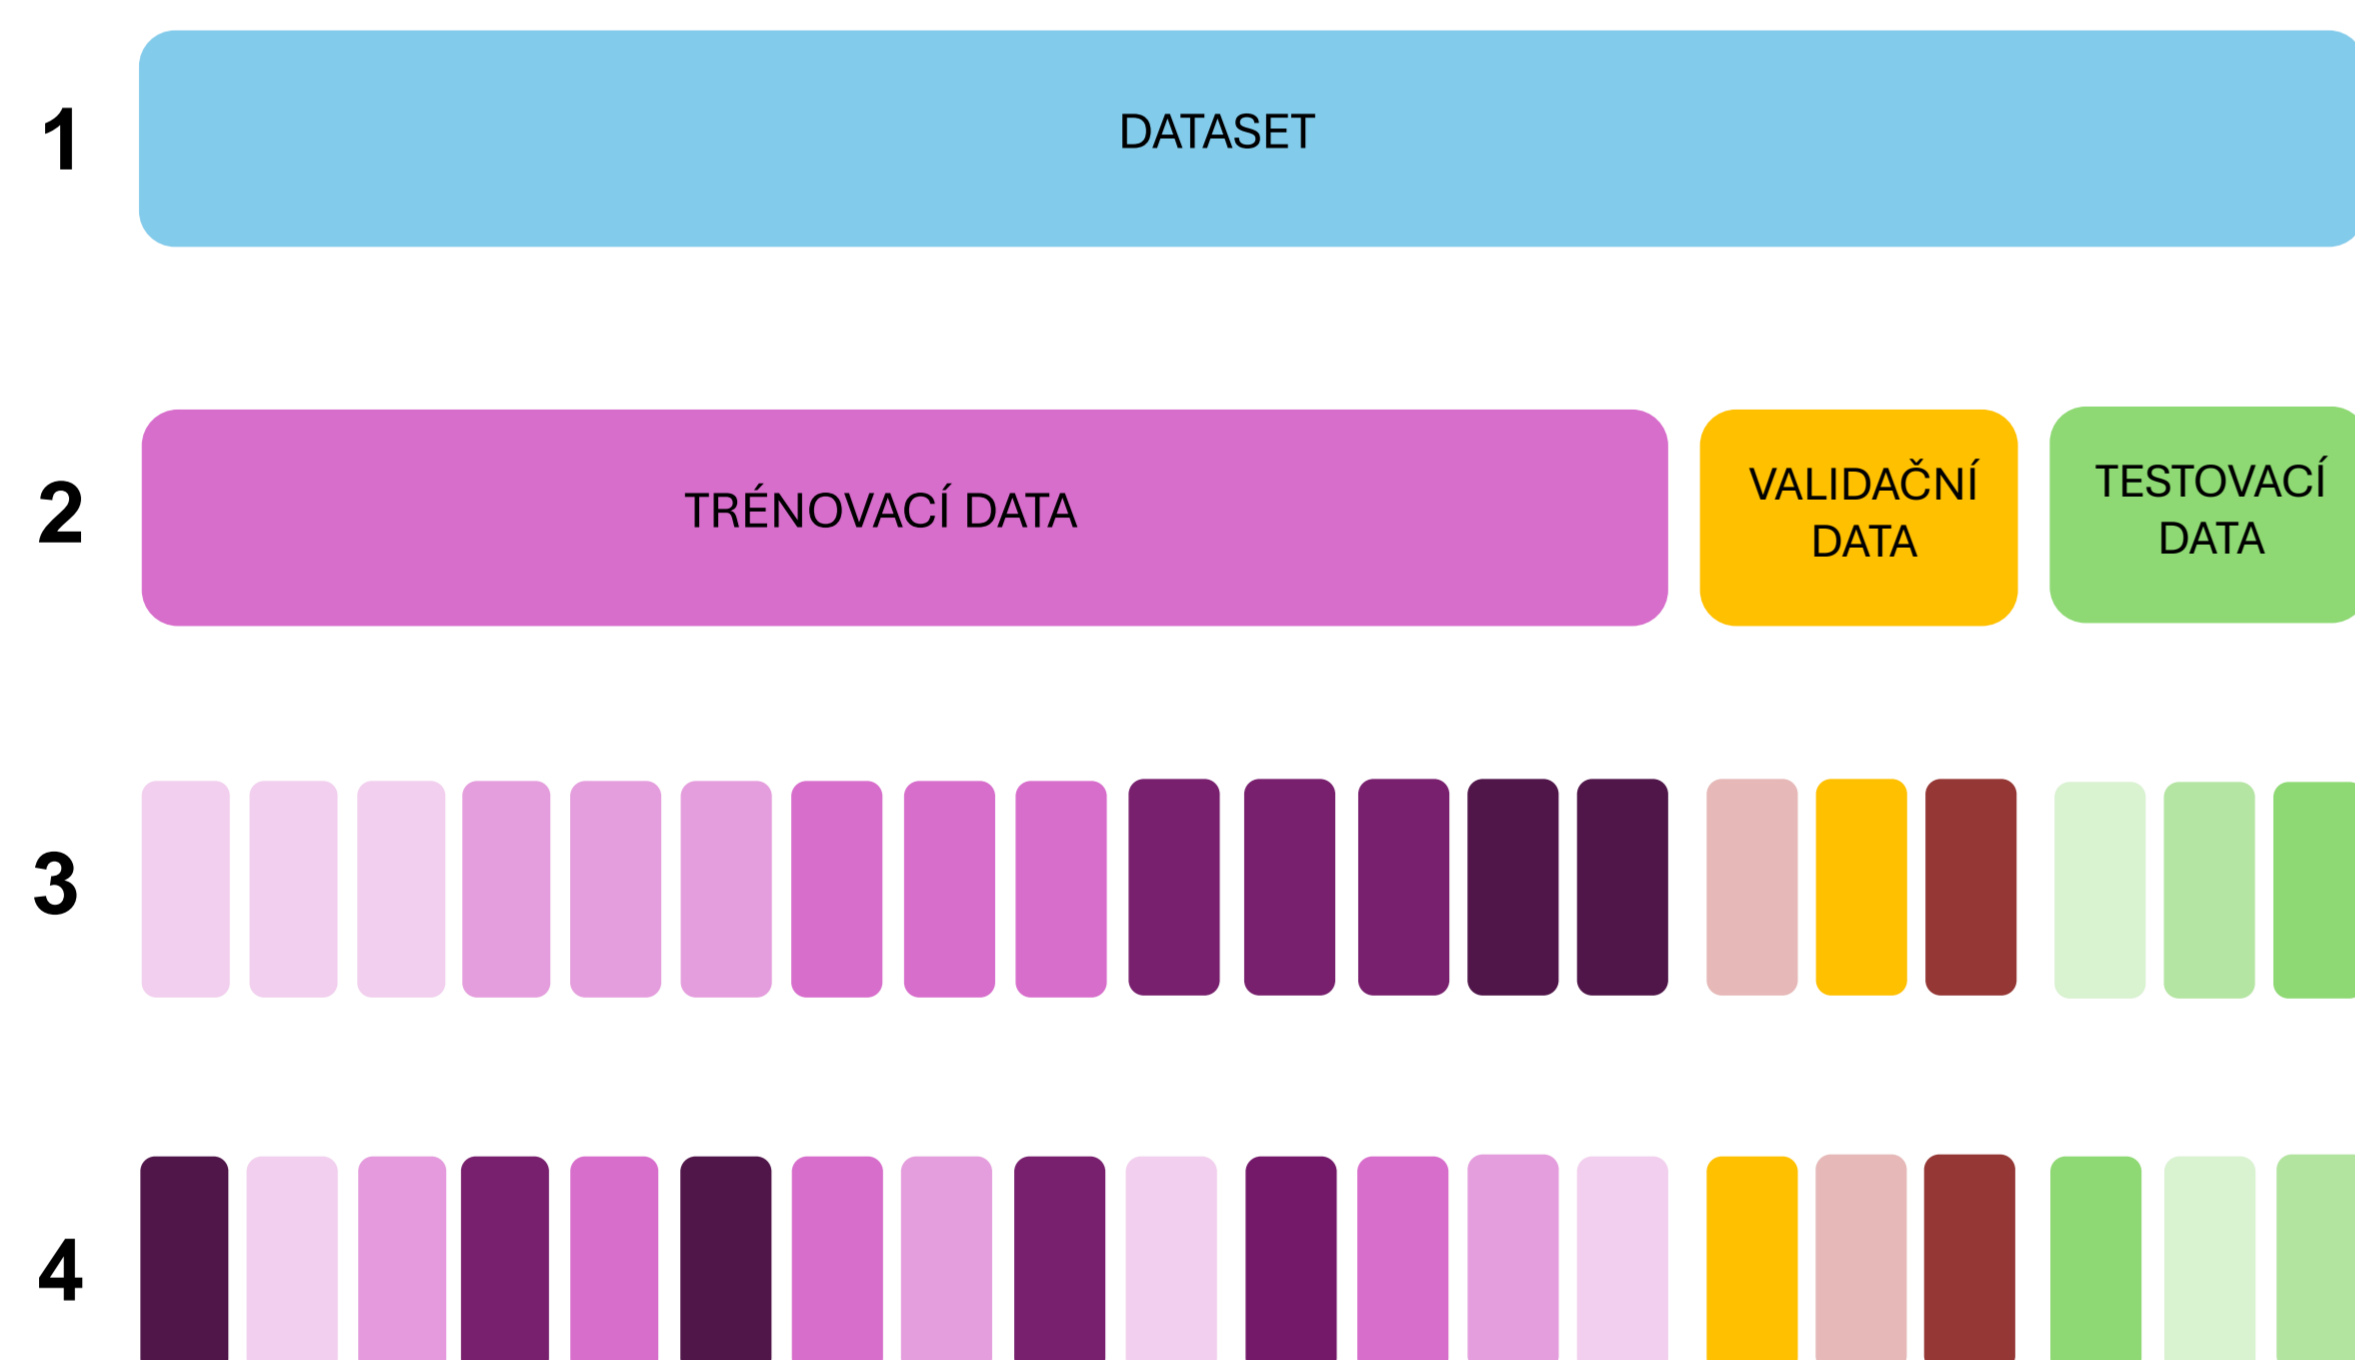 1
DATASET
2
TRÉNOVACÍ DATA
VALIDAČNÍ
DATA
TESTOVACÍ
DATA
3
4